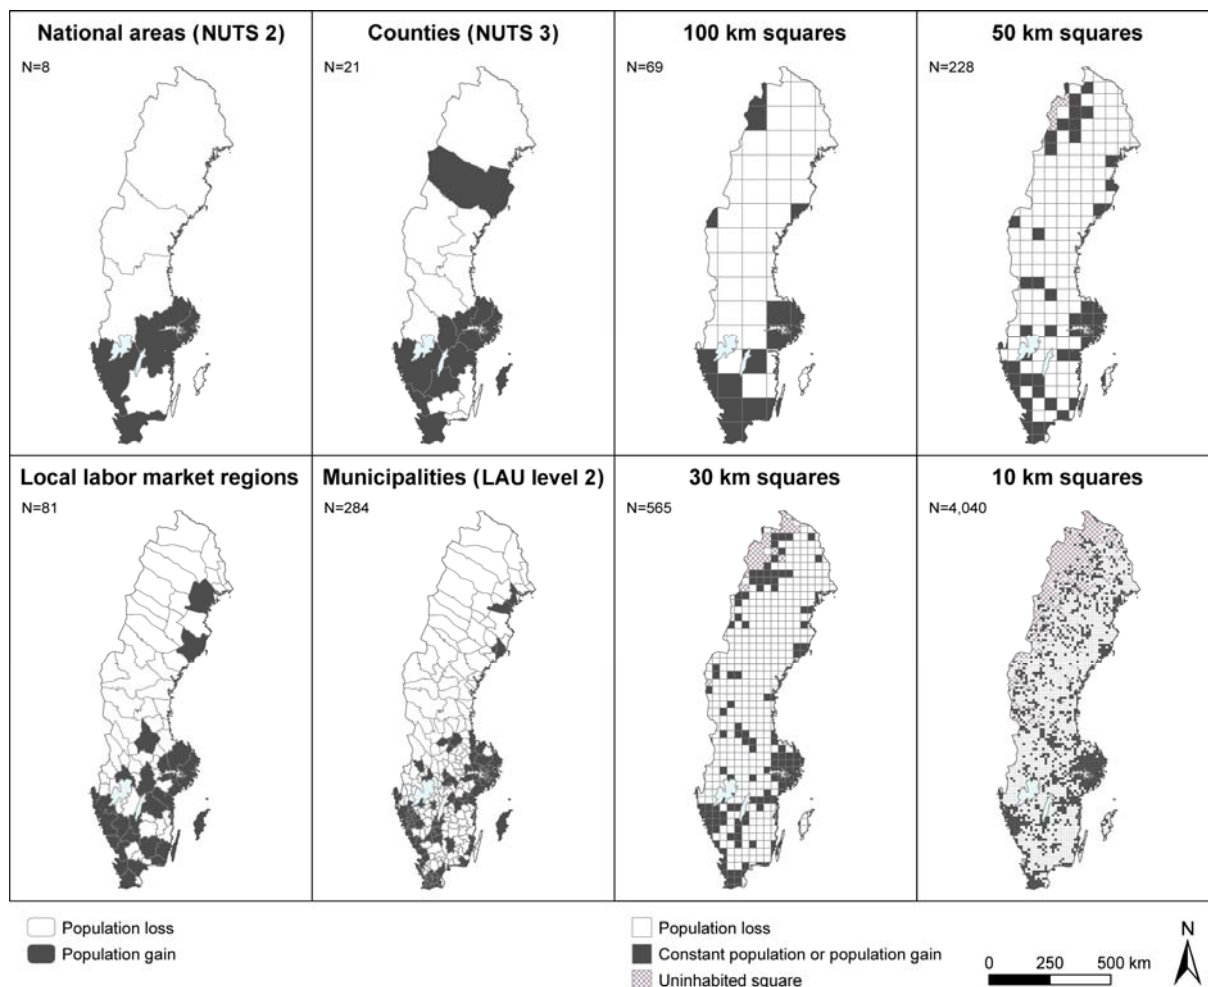 National areas (NUTS 2)
N=8
Counties (NUTS 3)
N=21
100 km squares
N=69
50 km squares
N=228
Local labor market regions
N=81
Municipalities (LAU level 2)
N=284
30 km squares
N=565
10 km squares
N=4,040
Population loss
Population gain
Population loss
Constant population or population gain
Uninhabited square
0 250 500 km
N